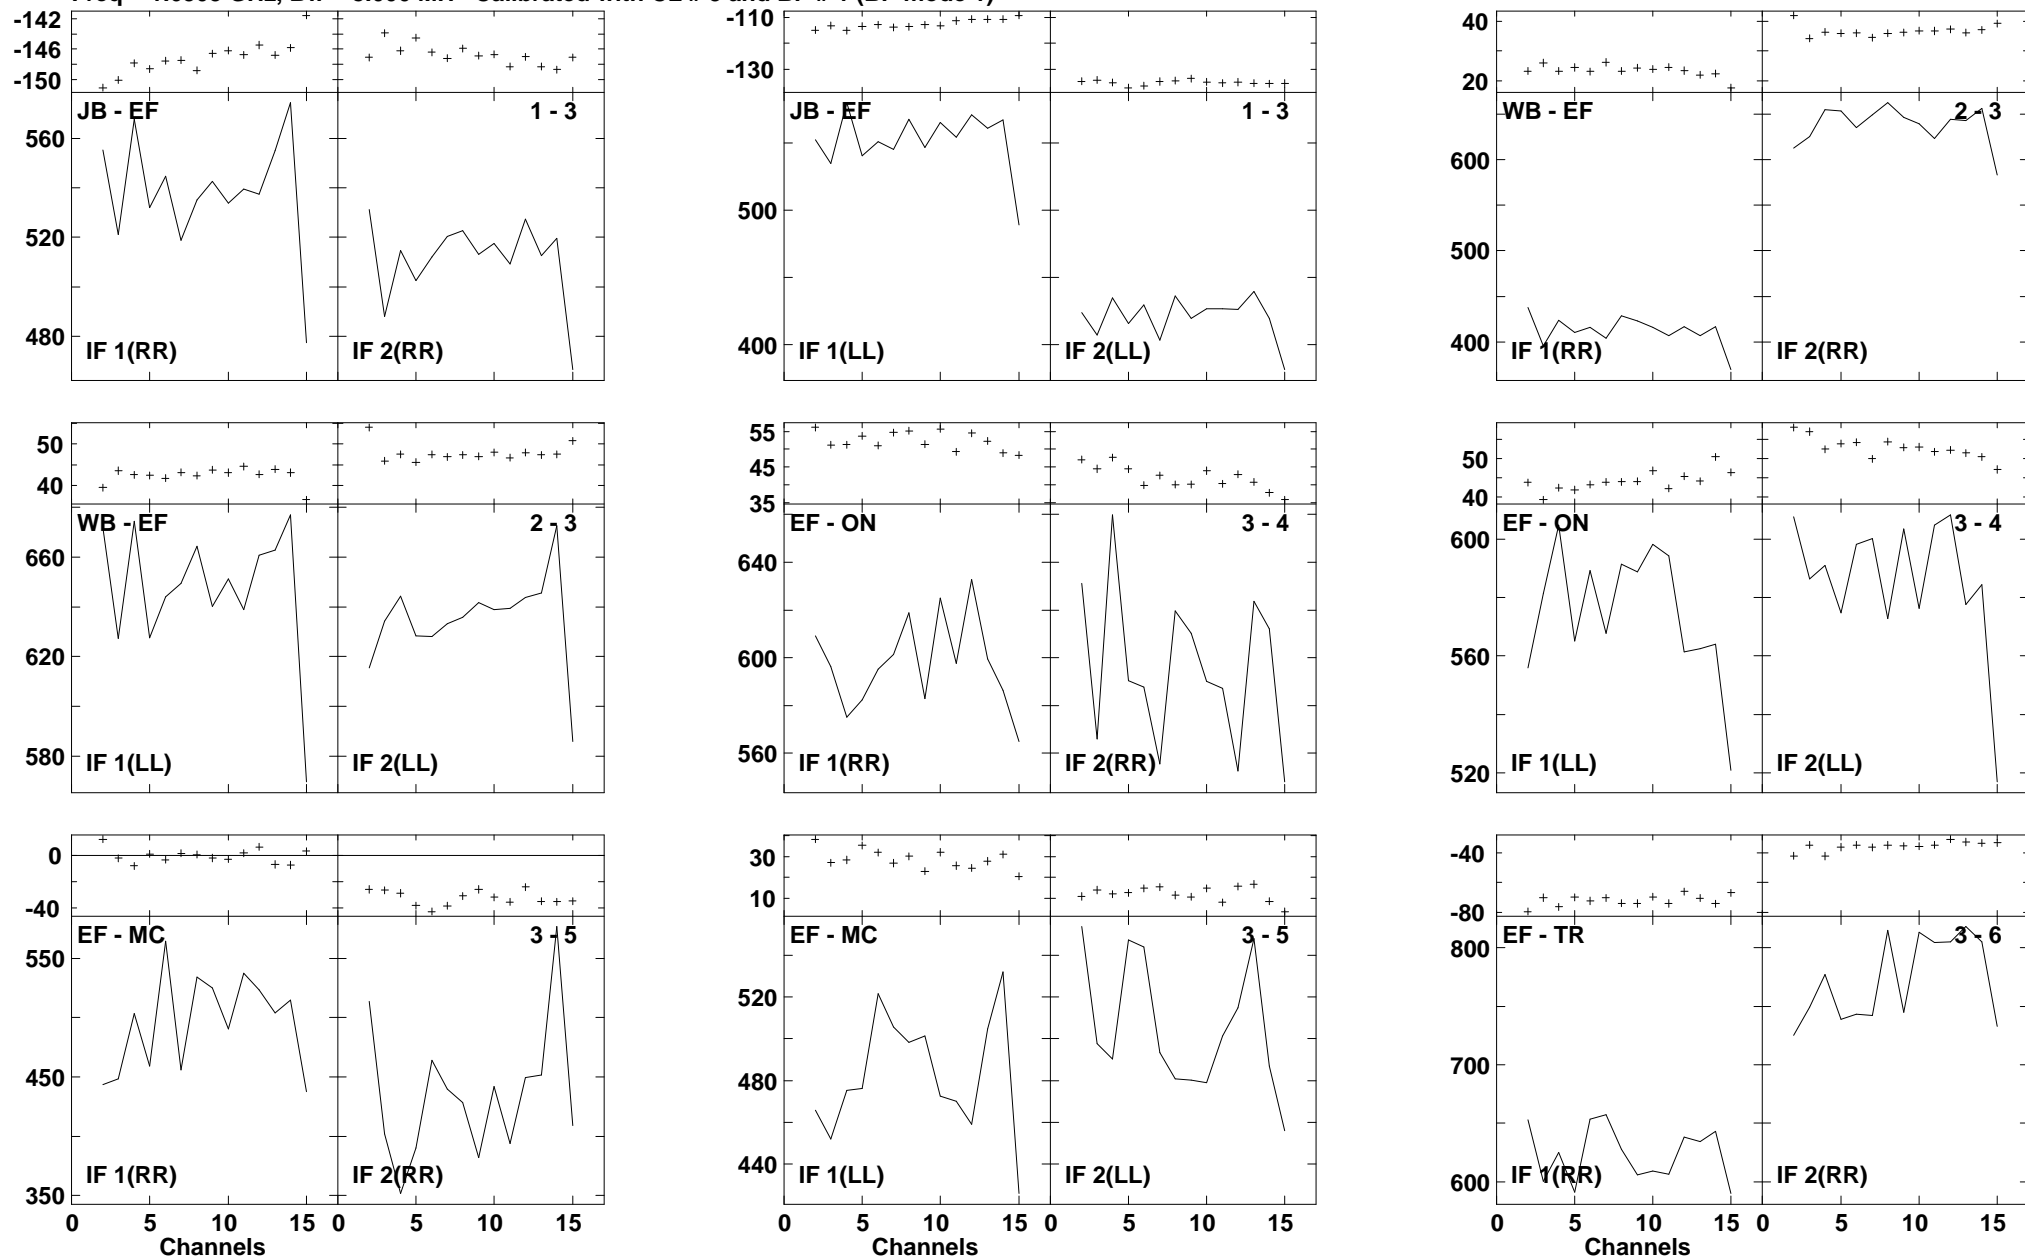 -142
-146
-150
JB - EF
1 - 3
560
520
480
IF 1(RR)
IF 2(RR)
-110
-130
JB - EF
1 - 3
500
400
IF 1(LL)
IF 2(LL)
40
20
WB - EF
2 - 3
600
500
400
IF 1(RR)
IF 2(RR)
50
40
WB - EF
2 - 3
660
620
580
IF 1(LL)
IF 2(LL)
55
45
35
EF - ON
3 - 4
640
600
560
IF 1(RR)
IF 2(RR)
50
40
EF - ON
3 - 4
600
560
520
IF 1(LL)
IF 2(LL)
0
-40
EF - MC
3 - 5
550
450
350
IF 1(RR)
IF 2(RR)
0 5 10 15 0 5 10 15
Channels
30
10
EF - MC
3 - 5
520
480
440
IF 1(LL)
IF 2(LL)
0 5 10 15 0 5 10 15
Channels
-40
-80
EF - TR
3 - 6
800
700
600
IF 1(RR)
IF 2(RR)
0 5 10 15 0 5 10 15
Channels